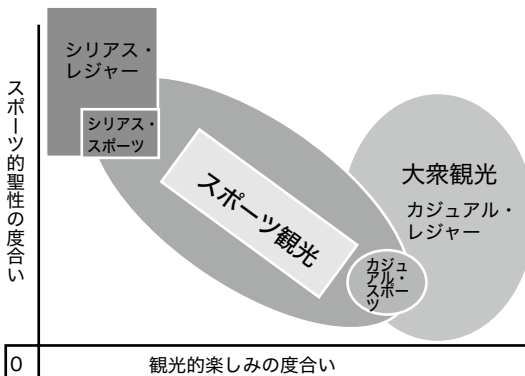 シリアス・
レジャー
シリアス・
スポーツ
スポーツ的聖性の度合い
スポーツ観光
大衆観光
カジュアル・
レジャー
カジュ
アル・
スポー
ツ
0
観光的楽しみの度合い